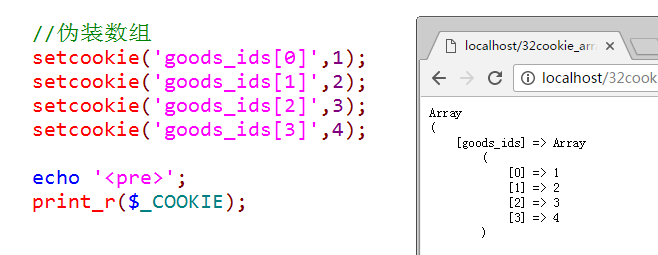 //伪装数组
setcookie('goods_ids[0]',1);
setcookie('goods_ids[1]',2);
setcookie('goods_ids[2]',3);
setcookie('goods_ids[3]',4);
echo '<pre>';
print_r($_COOKIE);
localhost/32cookie_arr
localhost/32cook
Array
(
[goods_ids] => Array
(
[0] => 1
[1] => 2
[2] => 3
[3] => 4
)